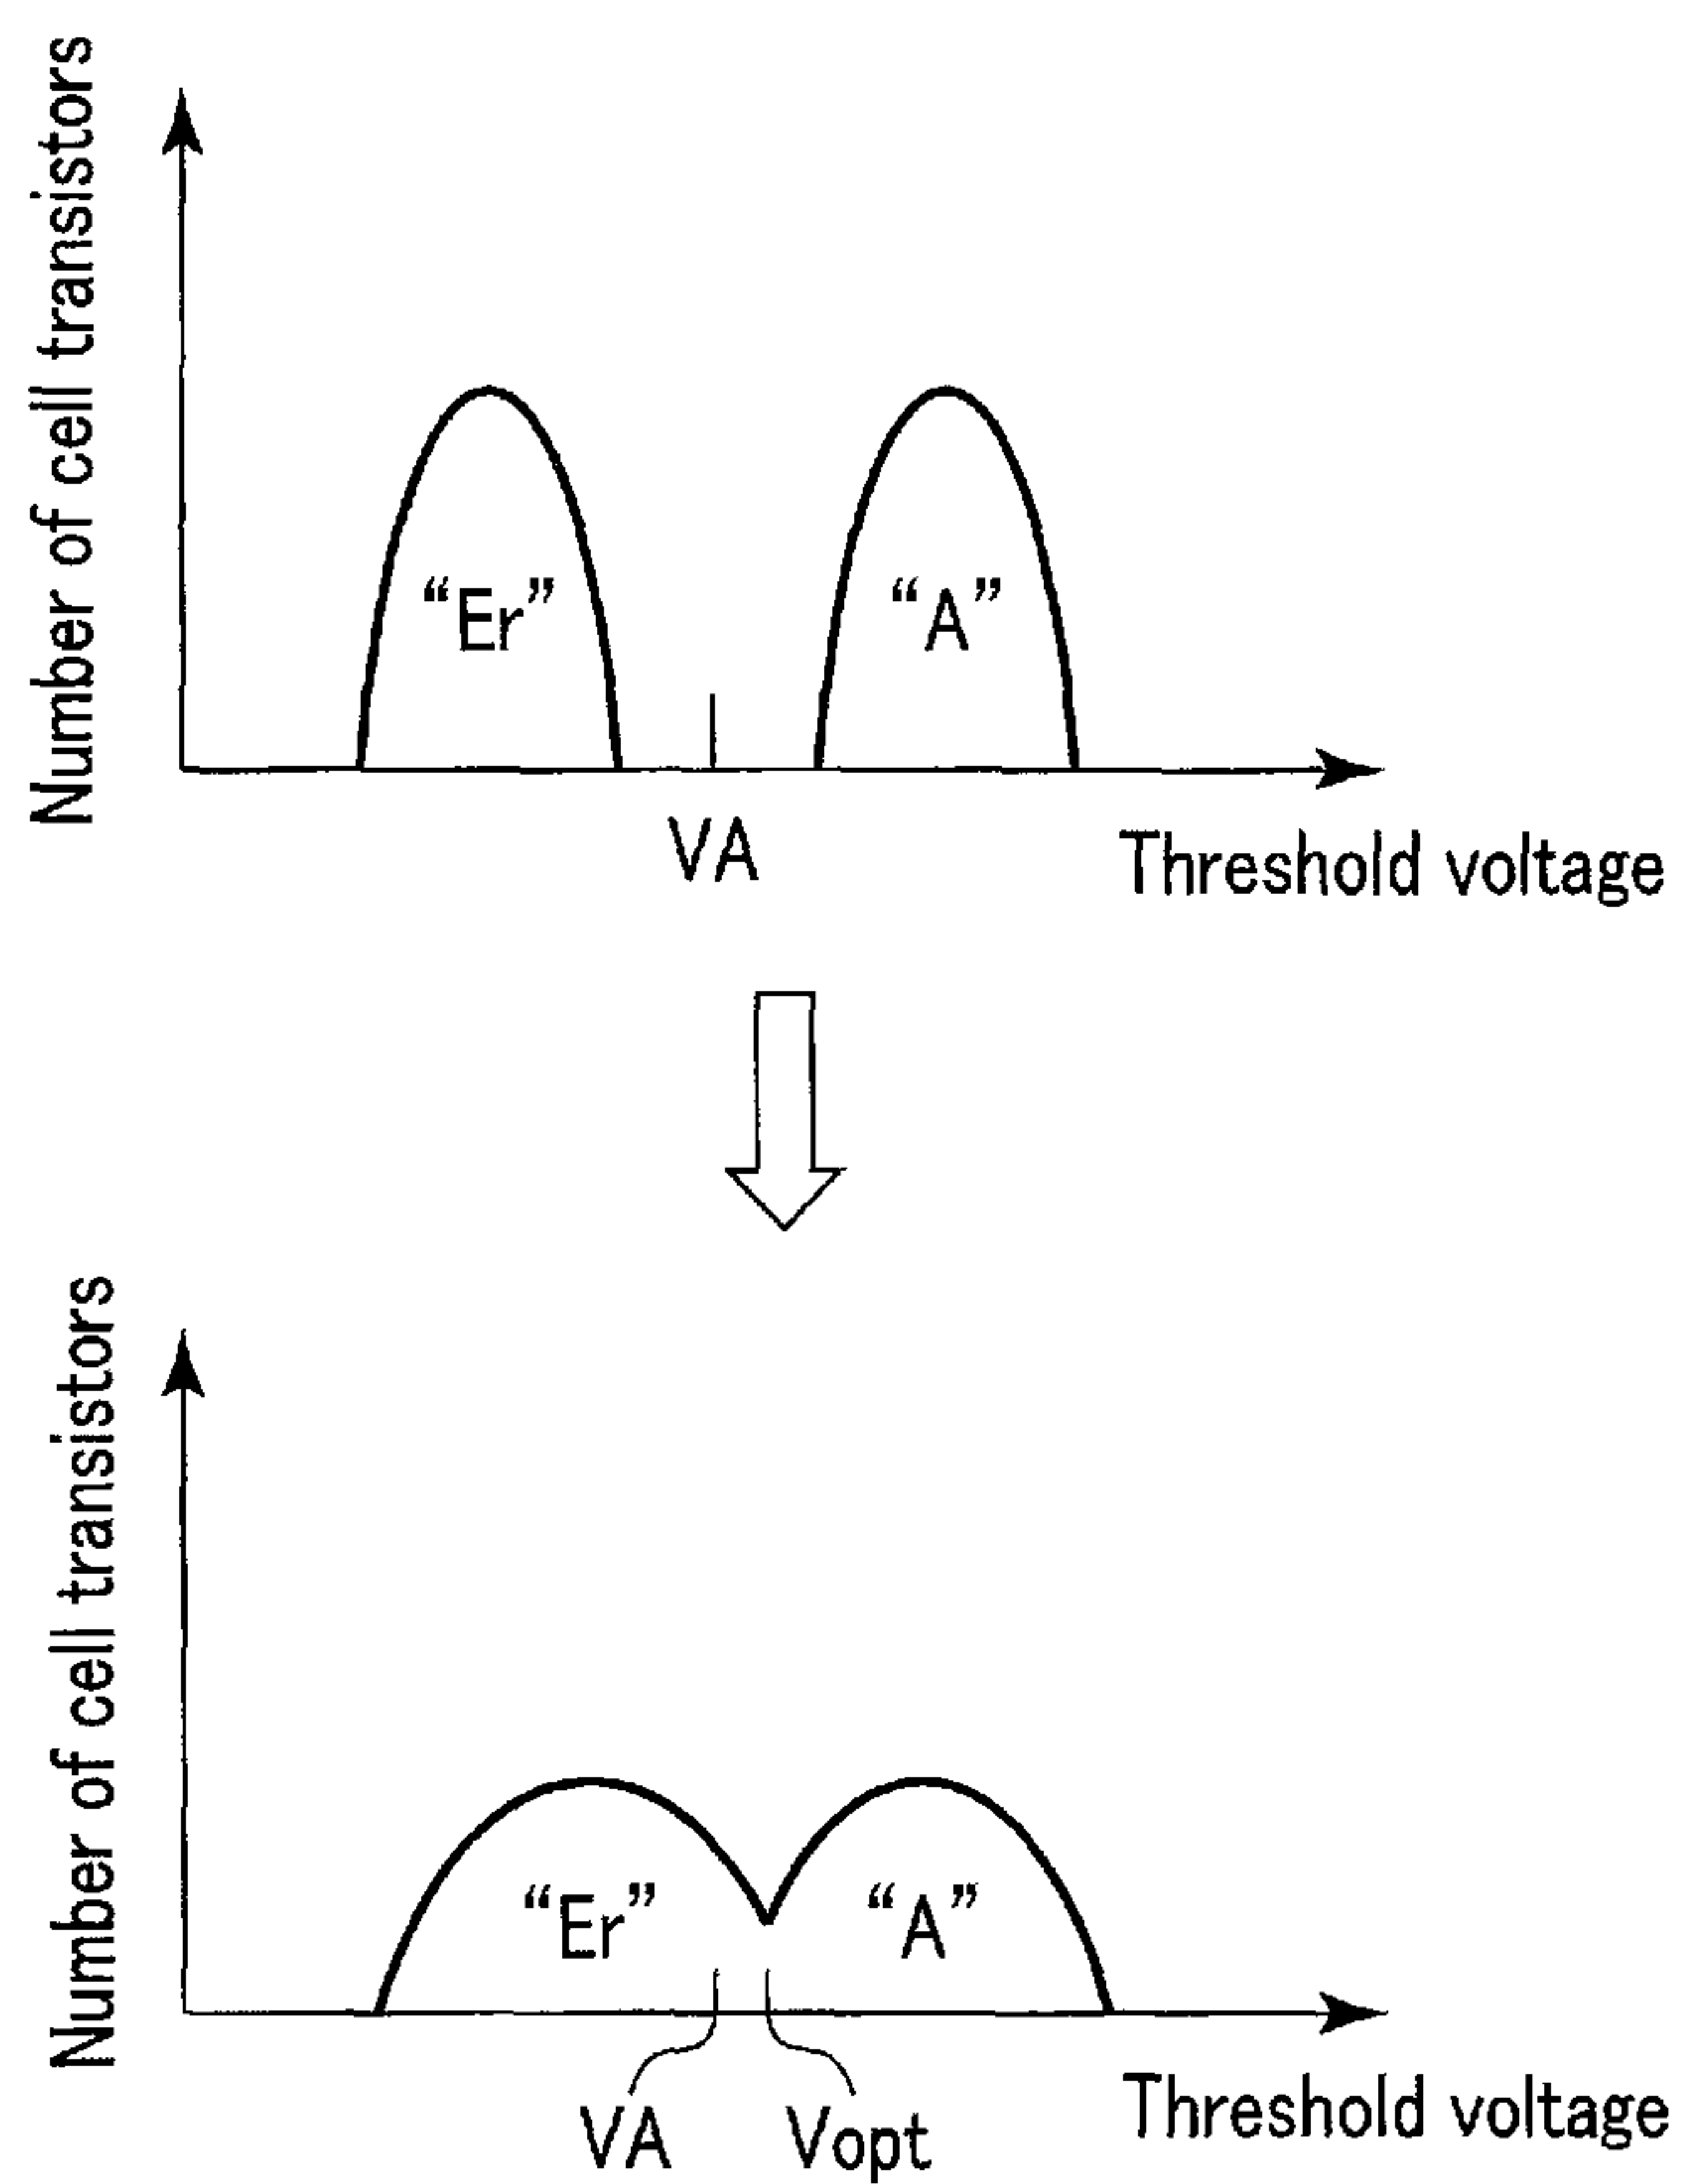 Number of cell transistors
“Er”
“A”
VA
Threshold voltage
Number of cell transistors
“Er”
“A”
VA
Vopt
Threshold voltage